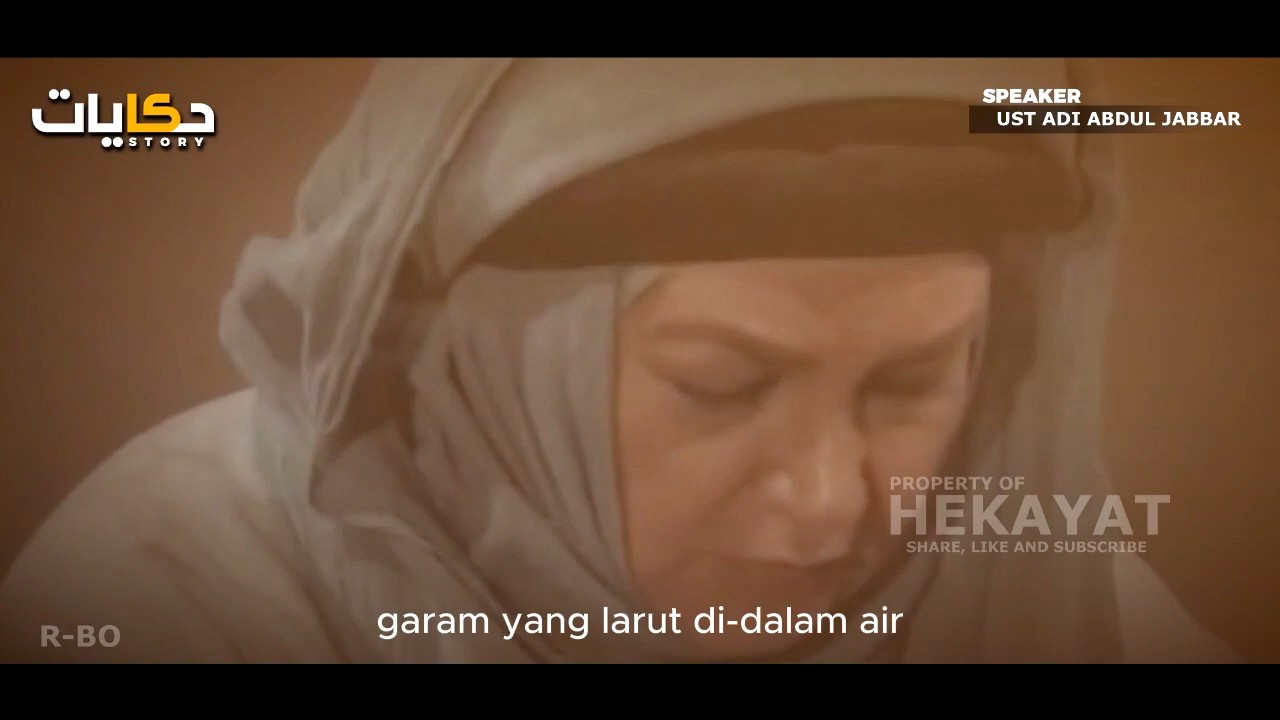 حكايات
STORY
SPEAKER
UST ADI ABDUL JABBAR
PROPERTY OF
HEKAYAT
SHARE, LIKE AND SUBSCRIBE
garam yang larut di-dalam air
R-BO